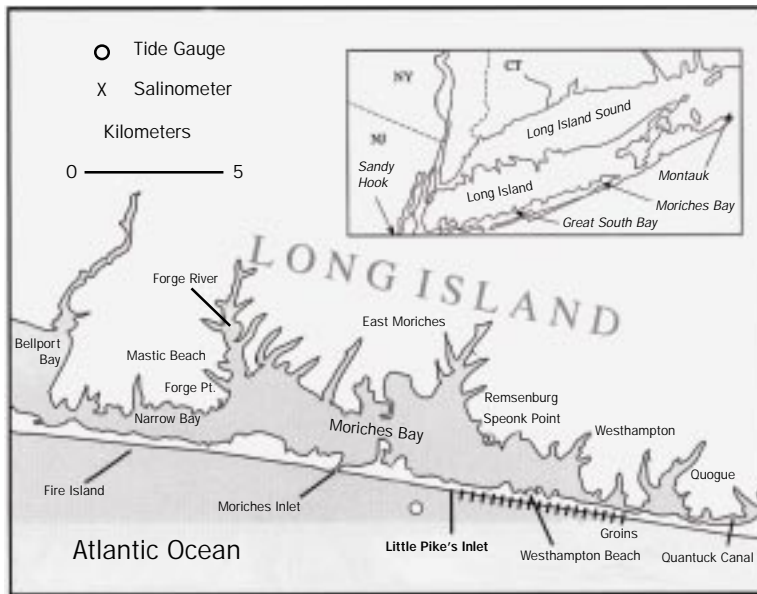 Tide Gauge
X Salinometer
Kilometers
0 5
NY
CT
NJ
Long Island Sound
Sandy
Hook
Long Island
Montauk
Moriches Bay
Great South Bay
LONG ISLAND
Forge River
East Moriches
Bellport
Bay
Mastic Beach
Forge Pt.
Remsenburg
Speonk Point
Narrow Bay
Moriches Bay
Westhampton
Quogue
Fire Island
Moriches Inlet
Groins
Atlantic Ocean
Little Pike's Inlet
Westhampton Beach
Quantuck Canal